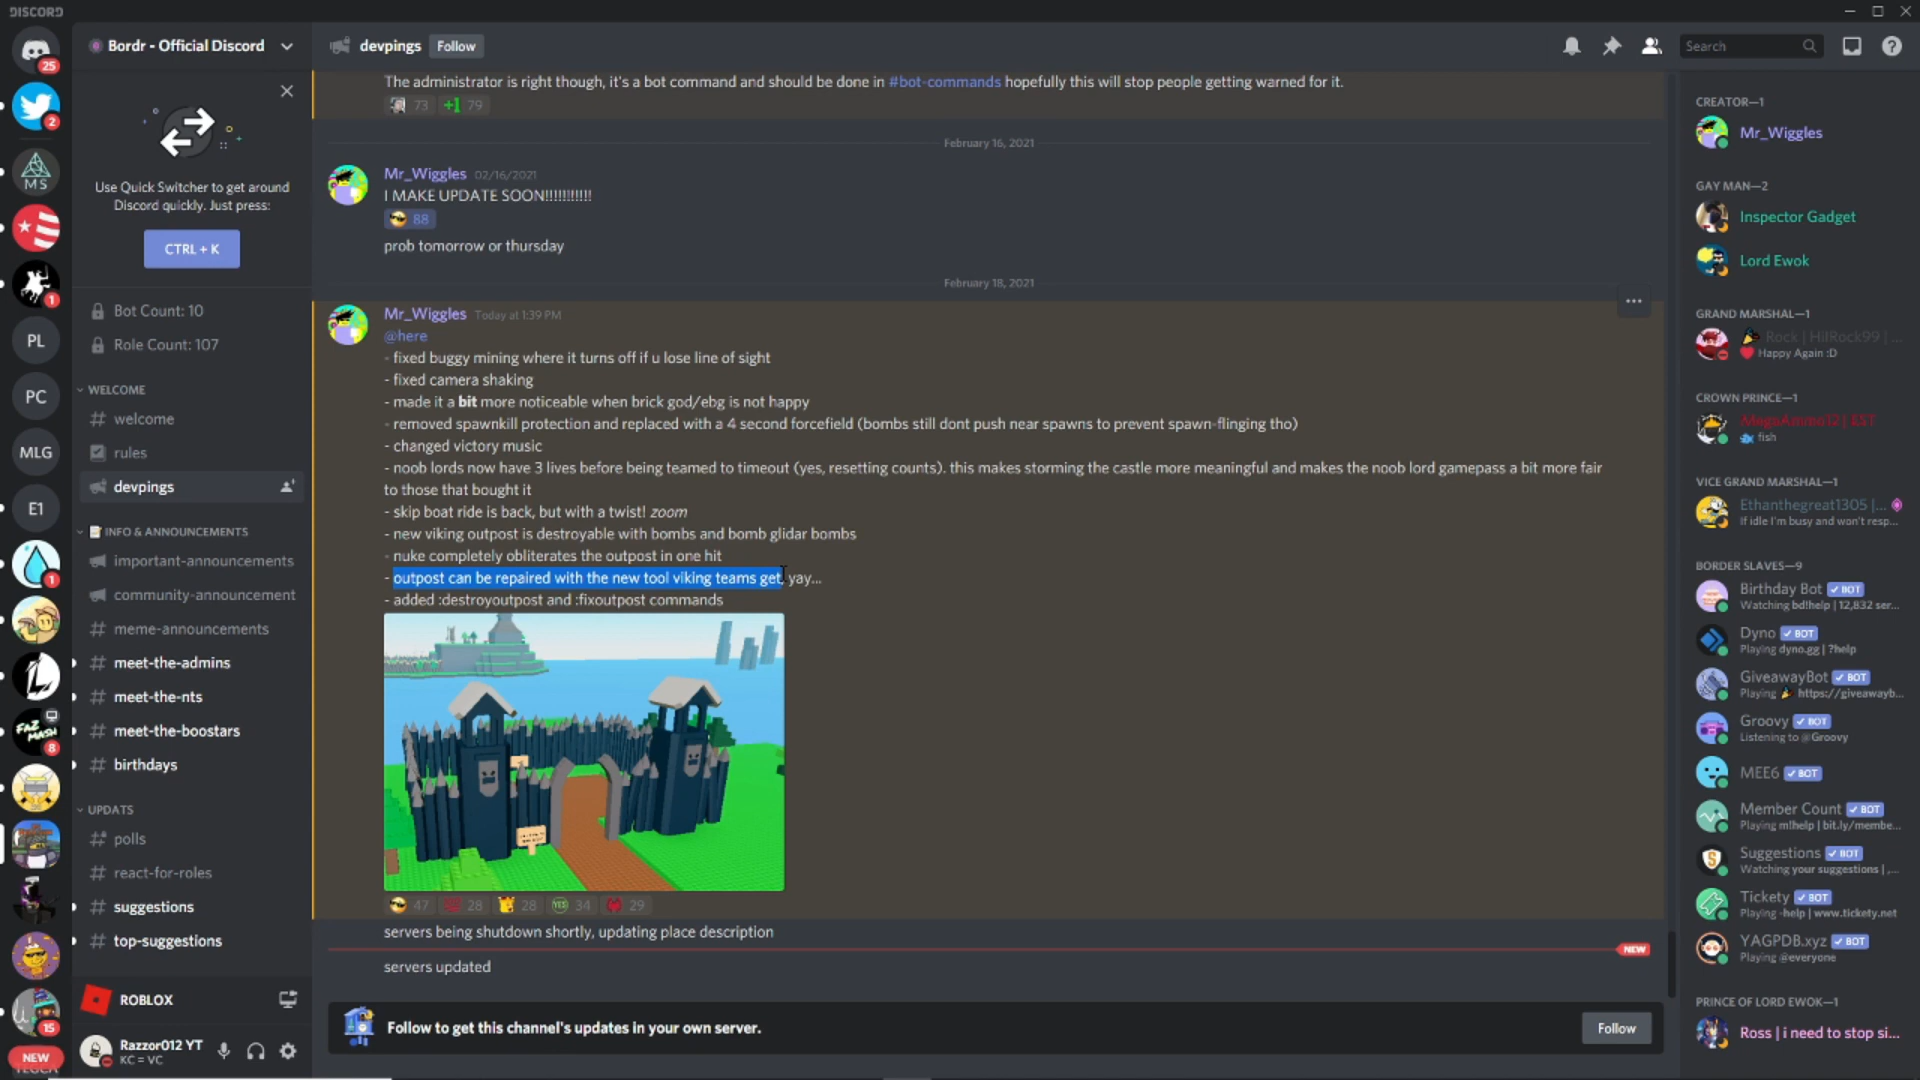 DISCORD
Bordr - Official Discord
devpings
Follow
Search
25
2
MS
1
PL
PC
MLG
E1
1
FAZ MASH
8
15
NEW
Use Quick Switcher to get around
Discord quickly. Just press:
CTRL + K
Bot Count: 10
Role Count: 107
WELCOME
welcome
rules
devpings
INFO & ANNOUNCEMENTS
important-announcements
community-announcement
meme-announcements
meet-the-admins
meet-the-nts
meet-the-boostars
birthdays
UPDATS
polls
react-for-roles
suggestions
top-suggestions
ROBLOX
Razzor012 YT
KC = VC
The administrator is right though, it's a bot command and should be done in #bot-commands hopefully this will stop people getting warned for it.
73 +1 79
February 16, 2021
Mr_Wiggles 02/16/2021
I MAKE UPDATE SOON!!!!!!!!!!!
88
prob tomorrow or thursday
February 18, 2021
Mr_Wiggles Today at 1:39 PM
@here
- fixed buggy mining where it turns off if u lose line of sight
- fixed camera shaking
- made it a bit more noticeable when brick god/ebg is not happy
- removed spawnkill protection and replaced with a 4 second forcefield (bombs still dont push near spawns to prevent spawn-flinging tho)
- changed victory music
- noob lords now have 3 lives before being teamed to timeout (yes, resetting counts). this makes storming the castle more meaningful and makes the noob lord gamepass a bit more fair
to those that bought it
- skip boat ride is back, but with a twist! zoom
- new viking outpost is destroyable with bombs and bomb glidar bombs
- nuke completely obliterates the outpost in one hit
- outpost can be repaired with the new tool viking teams get, yay...
- added :destroyoutpost and :fixoutpost commands
47 28 28 YES 34 29
servers being shutdown shortly, updating place description
NEW
servers updated
Follow to get this channel's updates in your own server.
Follow
CREATOR—1
Mr_Wiggles
GAY MAN—2
Inspector Gadget
Lord Ewok
GRAND MARSHAL—1
Rock | HilRock99 | ...
Happy Again :D
CROWN PRINCE—1
MegaAmmo12 | EST
fish
VICE GRAND MARSHAL—1
Ethanthegreat1305 |...
If idle I'm busy and won't resp...
BORDER SLAVES—9
Birthday Bot BOT
Watching bd!help | 12,832 ser...
Dyno BOT
Playing dyno.gg | ?help
GiveawayBot BOT
Playing https://giveawayb...
Groovy BOT
Listening to @Groovy
MEE6 BOT
Member Count BOT
Playing m!help | bit.ly/membe...
Suggestions BOT
Watching your suggestions | ,...
Tickety BOT
Playing -help | www.tickety.net
YAGPDB.xyz BOT
Playing @everyone
PRINCE OF LORD EWOK—1
Ross | i need to stop si...